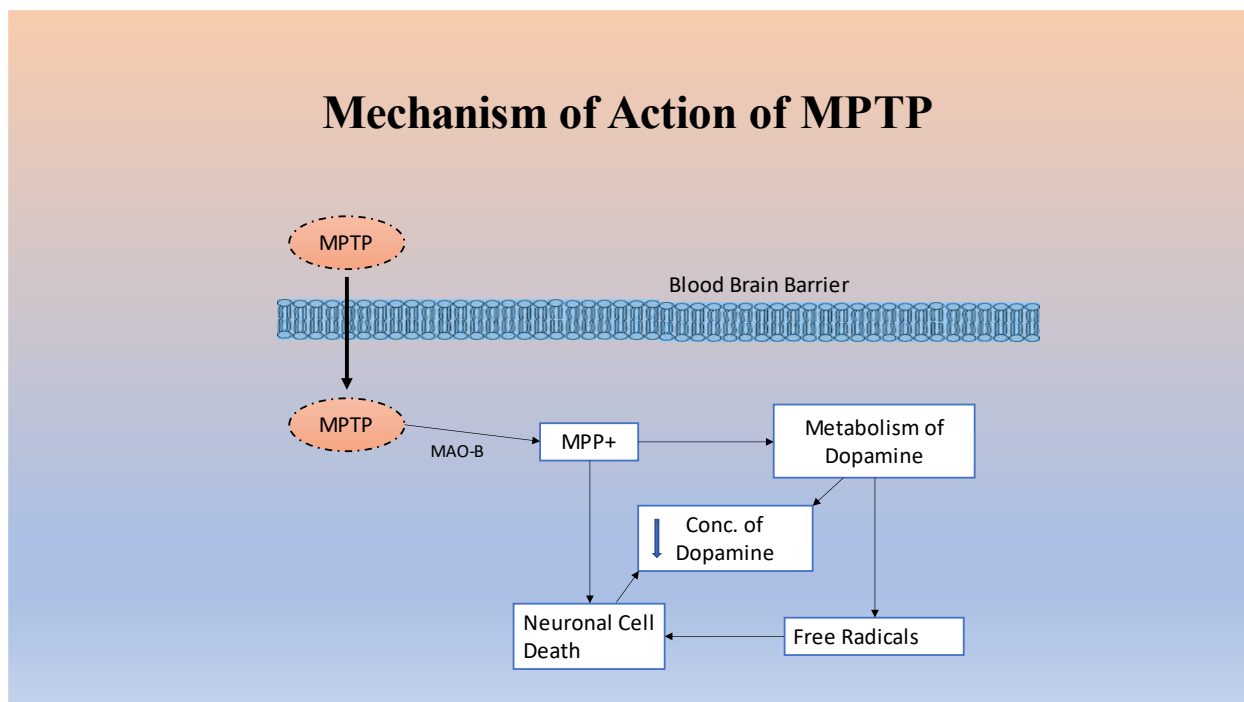 Mechanism of Action of MPTP
MPTP
Blood Brain Barrier
MPTP
MAO-B
MPP+
Metabolism of
Dopamine
Conc. of
Dopamine
Neuronal Cell
Death
Free Radicals